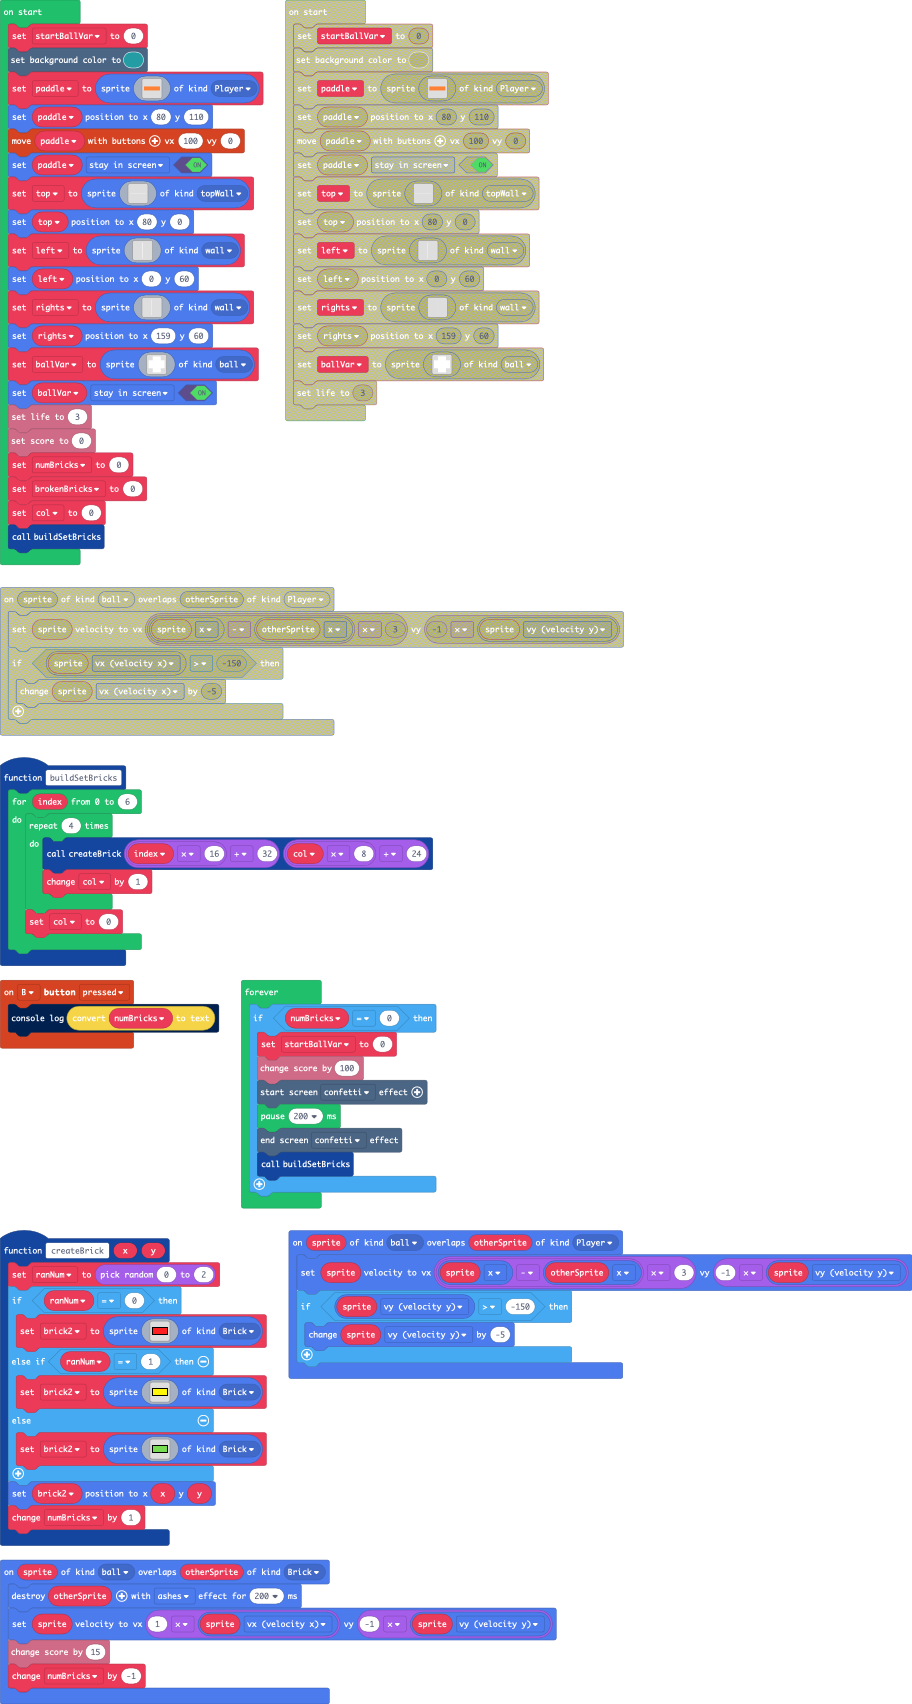 on start
set startBallVar to 0
set background color to
set paddle to sprite of kind Player
set paddle position to x 80 y 110
move paddle with buttons vx 100 vy 0
set paddle stay in screen ON
set top to sprite of kind topWall
set top position to x 80 y 0
set left to sprite of kind wall
set left position to x 0 y 60
set rights to sprite of kind wall
set rights position to x 159 y 60
set ballVar to sprite of kind ball
set ballVar stay in screen ON
set life to 3
set score to 0
set numBricks to 0
set brokenBricks to 0
set col to 0
call buildSetBricks
on start
set startBallVar to 0
set background color to
set paddle to sprite of kind Player
set paddle position to x 80 y 110
move paddle with buttons vx 100 vy 0
set paddle stay in screen ON
set top to sprite of kind topWall
set top position to x 80 y 0
set left to sprite of kind wall
set left position to x 0 y 60
set rights to sprite of kind wall
set rights position to x 159 y 60
set ballVar to sprite of kind ball
set life to 3
on sprite of kind ball overlaps otherSprite of kind Player
set sprite velocity to vx sprite x - otherSprite x × 3 vy -1 × sprite vy (velocity y)
if sprite vx (velocity x) > -150 then
change sprite vx (velocity x) by -5
function buildSetBricks
for index from 0 to 6
do repeat 4 times
do call createBrick index × 16 + 32 col × 8 + 24
change col by 1
set col to 0
on B button pressed
console log convert numBricks to text
forever
if numBricks = 0 then
set startBallVar to 0
change score by 100
start screen confetti effect
pause 200 ms
end screen confetti effect
call buildSetBricks
function createBrick x y
set ranNum to pick random 0 to 2
if ranNum = 0 then
set brick2 to sprite of kind Brick
else if ranNum = 1 then
set brick2 to sprite of kind Brick
else
set brick2 to sprite of kind Brick
set brick2 position to x x y y
change numBricks by 1
on sprite of kind ball overlaps otherSprite of kind Player
set sprite velocity to vx sprite x - otherSprite x × 3 vy -1 × sprite vy (velocity y)
if sprite vy (velocity y) > -150 then
change sprite vy (velocity y) by -5
on sprite of kind ball overlaps otherSprite of kind Brick
destroy otherSprite with ashes effect for 200 ms
set sprite velocity to vx 1 × sprite vx (velocity x) vy -1 × sprite vy (velocity y)
change score by 15
change numBricks by -1